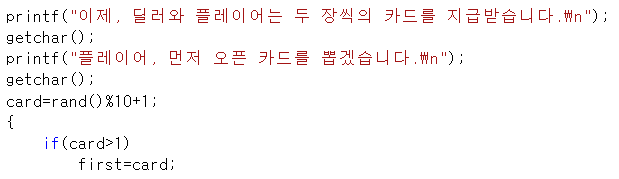 printf("이제, 딜러와 플레이어는 두 장씩의 카드를 지급받습니다.₩n");
getchar();
printf("플레이어, 먼저 오픈 카드를 뽑겠습니다.₩n");
getchar();
card=rand()%10+1;
{
if(card>1)
first=card;